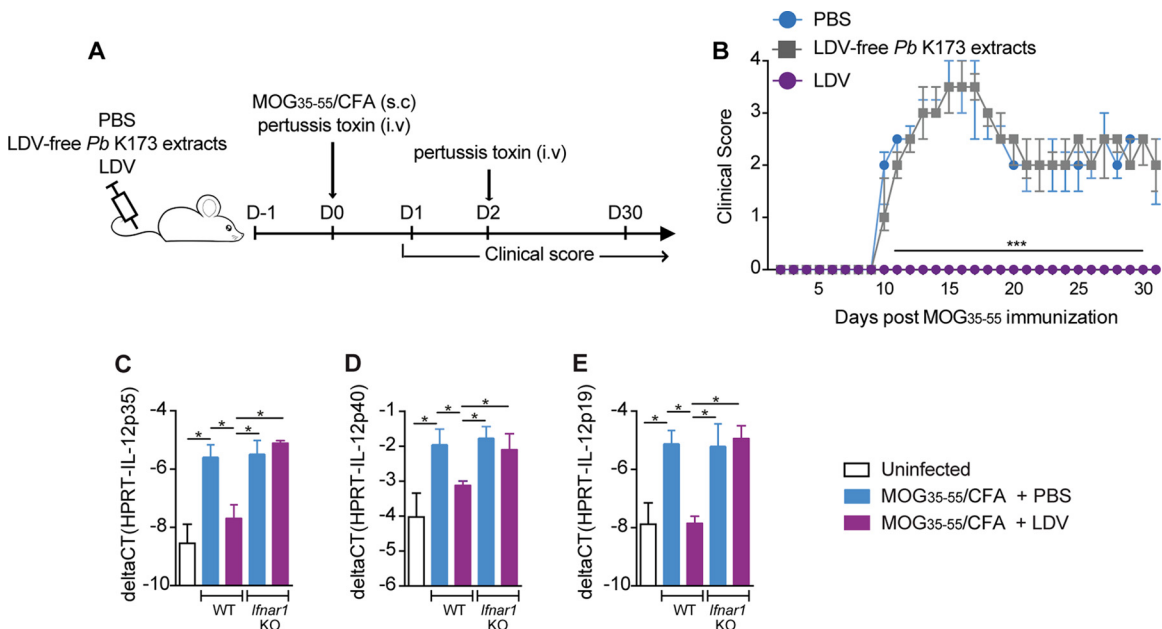 A
PBS
LDV-free Pb K173 extracts
LDV
MOG35-55/CFA (s.c)
pertussis toxin (i.v)
pertussis toxin (i.v)
D-1
D0
D1
D2
D30
Clinical score
B
PBS
LDV-free Pb K173 extracts
LDV
Clinical Score
4
3
2
1
0
***
5
10
15
20
25
30
Days post MOG35-55 immunization
C
deltaCT(HPRT-IL-12p35)
-4
-6
-8
-10
* * * *
WT
Ifnar1
KO
D
deltaCT(HPRT-IL-12p40)
-1
-2
-3
-4
-5
-6
* * * *
WT
Ifnar1
KO
E
deltaCT(HPRT-IL-12p19)
-4
-6
-8
-10
* * * *
WT
Ifnar1
KO
Uninfected
MOG35-55/CFA + PBS
MOG35-55/CFA + LDV